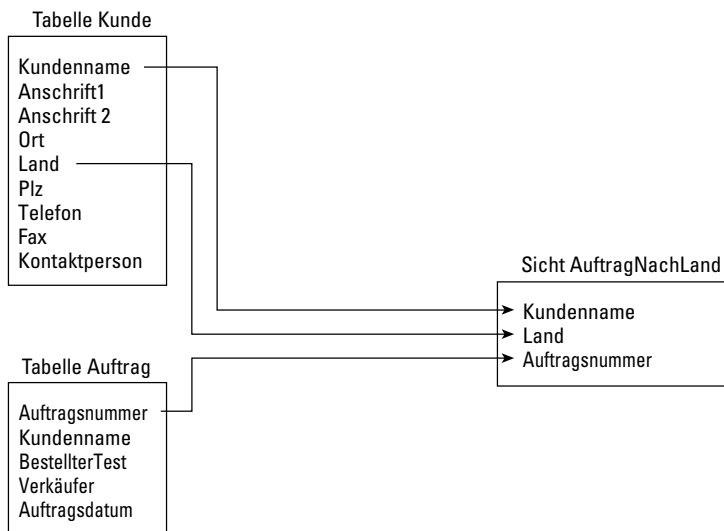 Tabelle Kunde
Kundenname
Anschrift1
Anschrift 2
Ort
Land
Plz
Telefon
Fax
Kontaktperson
Sicht AuftragNachLand
Kundenname
Land
Auftragsnummer
Tabelle Auftrag
Auftragsnummer
Kundenname
BestellterTest
Verkäufer
Auftragsdatum